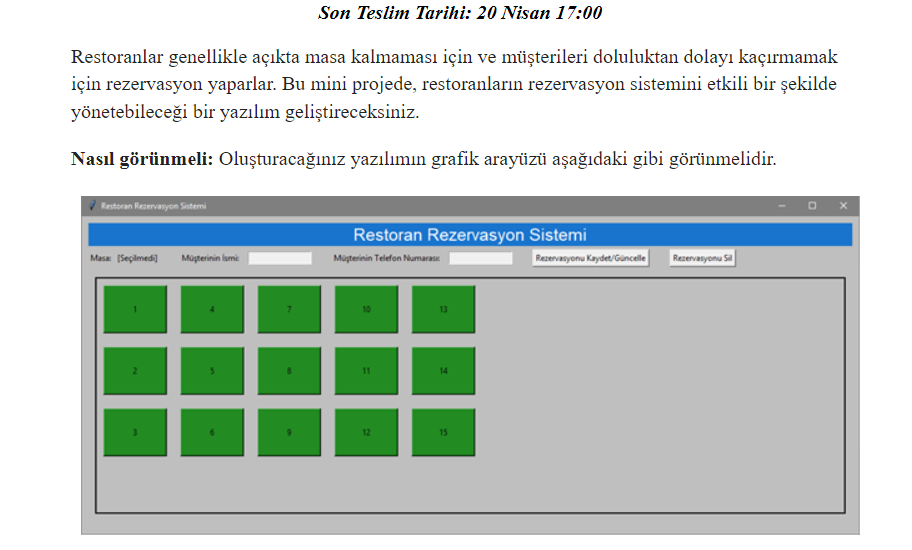 Son Teslim Tarihi: 20 Nisan 17:00
Restoranlar genellikle açıkta masa kalmaması için ve müşterileri doluluktan dolayı kaçırmamak
için rezervasyon yaparlar. Bu mini projede, restoranların rezervasyon sistemini etkili bir şekilde
yönetebileceği bir yazılım geliştireceksiniz.
Nasıl görünmeli: Oluşturacağınız yazılımın grafik arayüzü aşağıdaki gibi görünmelidir.
Restoran Rezervasyon Sistemi
Restoran Rezervasyon Sistemi
Masa: [Seçilmedi] Müşterinin İsmi: Müşterinin Telefon Numarası: Rezervasyonu Kaydet/Güncelle Rezervasyonu Sil
1 4 7 10 13
2 5 8 11 14
3 6 9 12 15